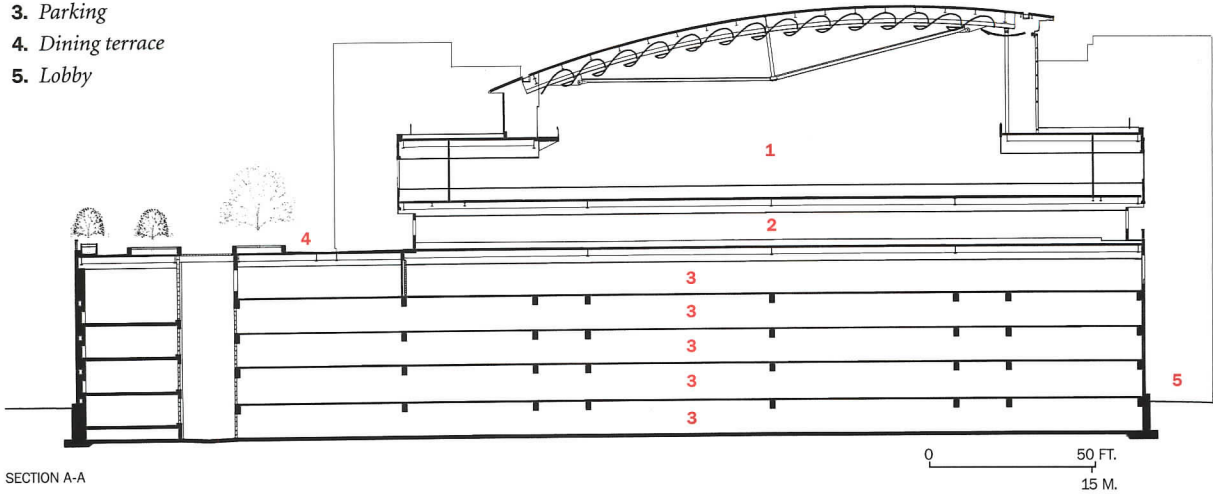 3. Parking
4. Dining terrace
5. Lobby
1
2
4
3
3
3
3
5
3
0 50 FT.
15 M.
SECTION A-A